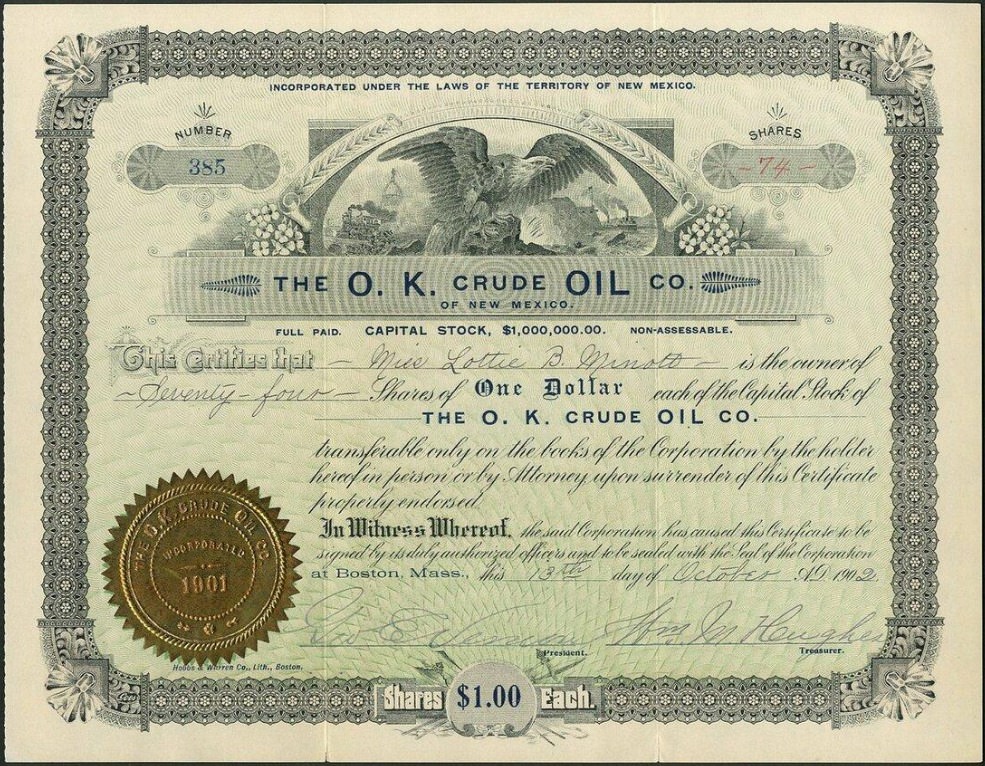 INCORPORATED UNDER THE LAWS OF THE TERRITORY OF NEW MEXICO.
NUMBER
385
SHARES
- 74 -
THE O. K. CRUDE OIL CO.
OF NEW MEXICO.
FULL PAID. CAPITAL STOCK, $1,000,000.00. NON-ASSESSABLE.
This Certifies that - Miss Lottie B. Minott - is the owner of
- Seventy-four - Shares of One Dollar each of the Capital Stock of
THE O. K. CRUDE OIL CO.
transferable only on the books of the Corporation by the holder
hereof in person or by Attorney upon surrender of this Certificate
properly endorsed.
In Witness Whereof, the said Corporation has caused this Certificate to be
signed by its duly authorized officers and to be sealed with the Seal of the Corporation
at Boston, Mass., this 13th day of October A.D. 1902.
THE O. K. CRUDE OIL CO.
INCORPORATED
1901
Geo E
Wm M Hughes
President.
Treasurer.
Hobbs & Warren Co., Lith., Boston.
Shares $1.00 Each.